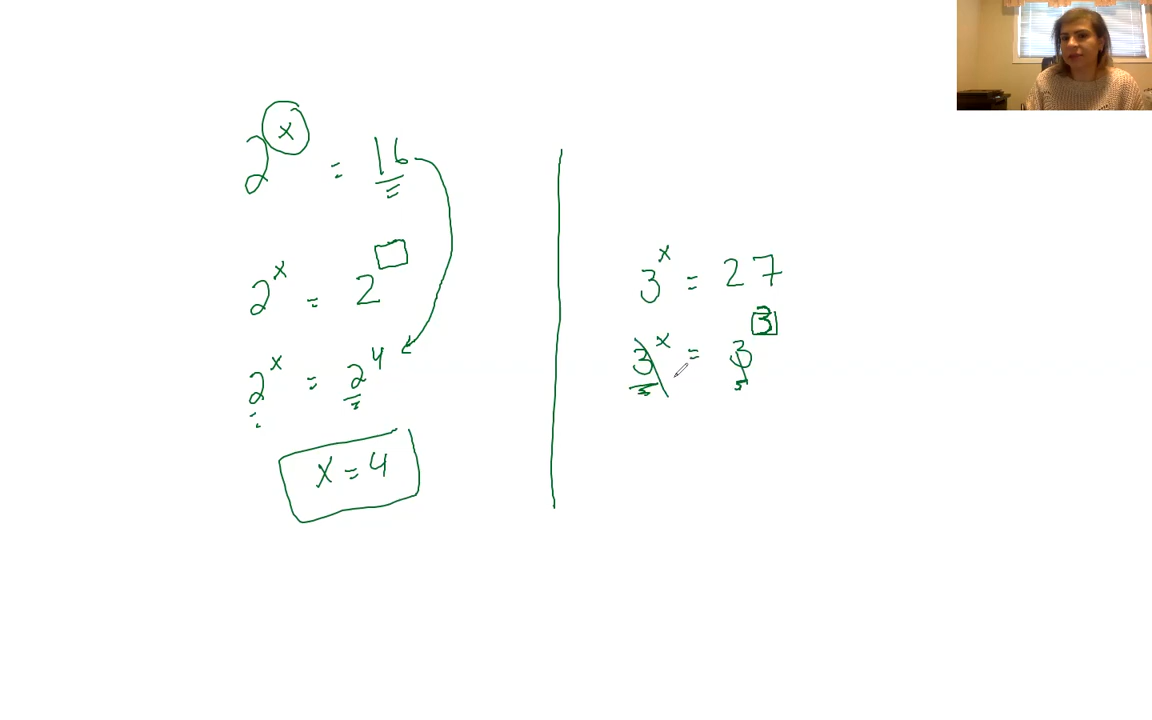 2^x = 16
2^x = 2^□
2^x = 2^4
x = 4
3^x = 27
3^x = 3^3